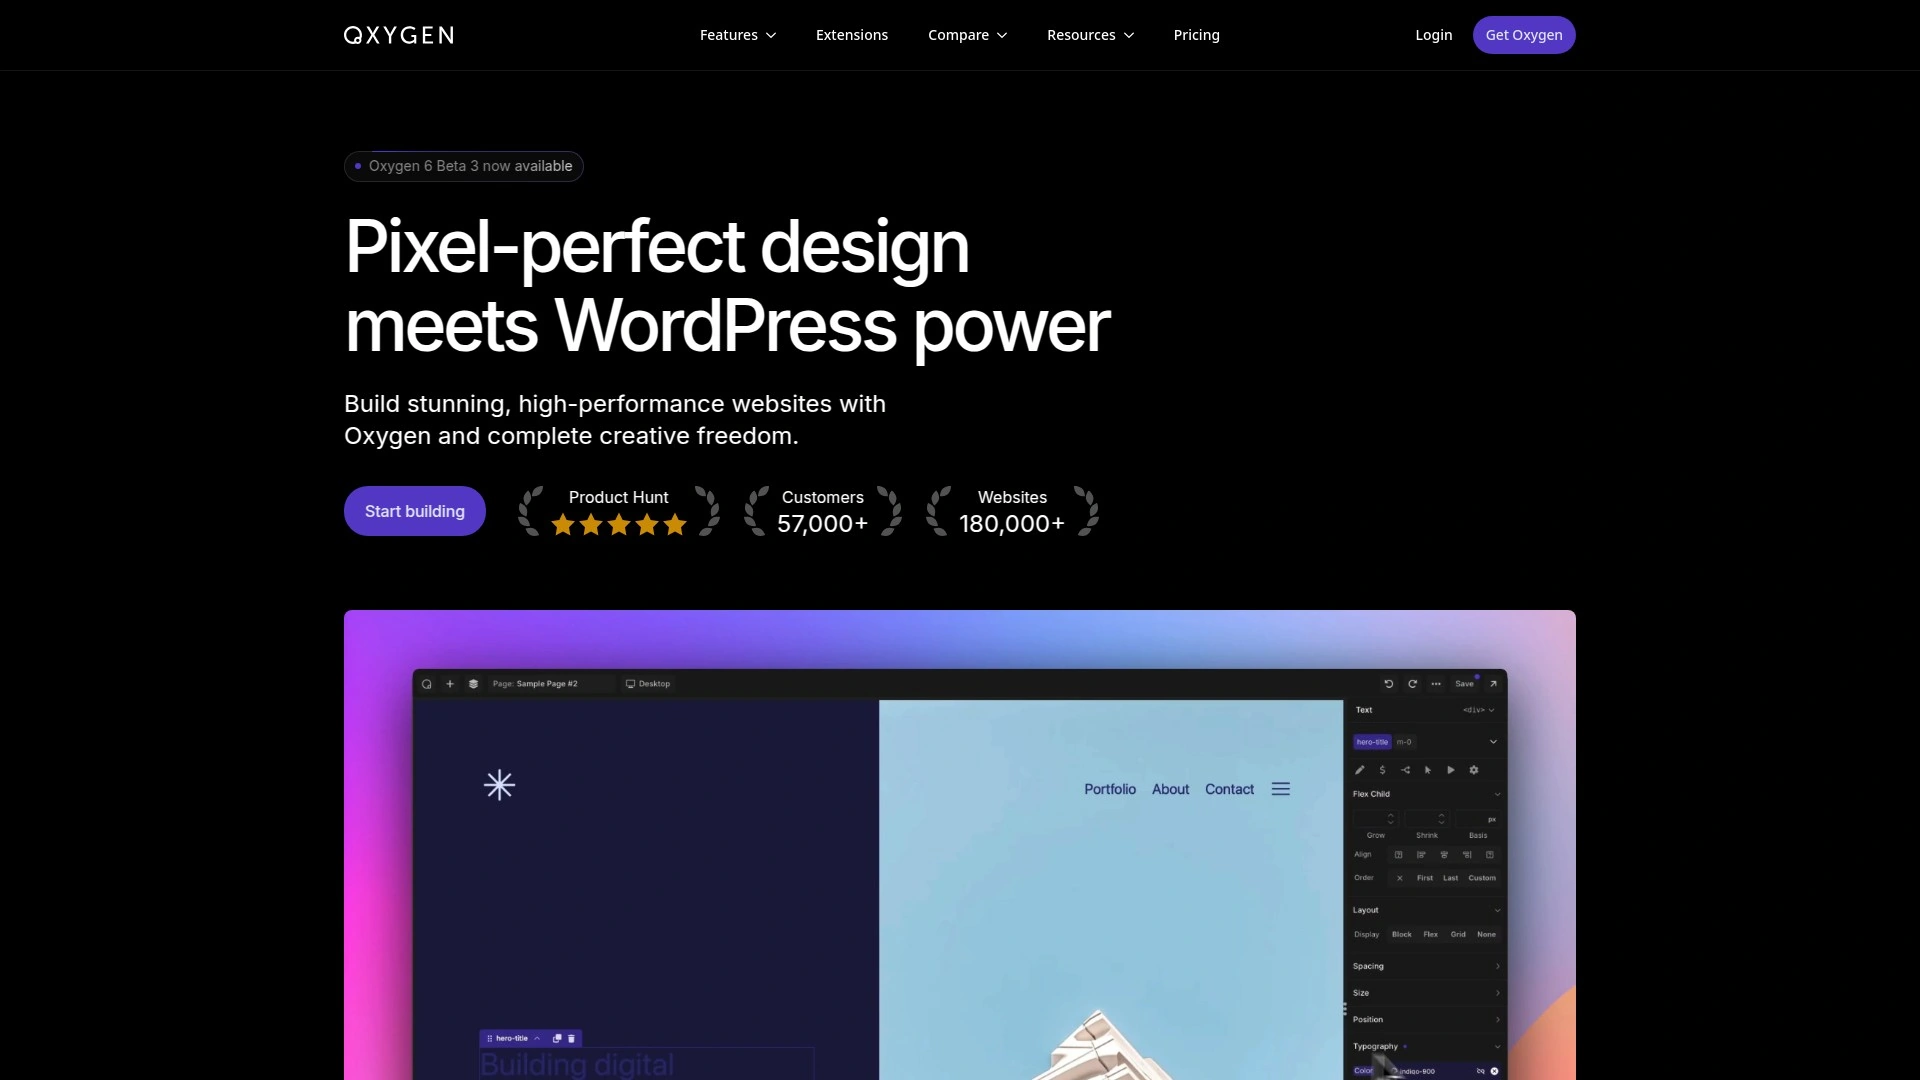 OXYGEN
Features
Extensions
Compare
Resources
Pricing
Login
Get Oxygen
Oxygen 6 Beta 3 now available
Pixel-perfect design
meets WordPress power
Build stunning, high-performance websites with
Oxygen and complete creative freedom.
Start building
Product Hunt
Customers
57,000+
Websites
180,000+
Page: Sample Page #2
Desktop
Save
Text
<div>
hero-title
m-0
Portfolio
About
Contact
Flex Child
px
Grow
Shrink
Basis
Align
Order
First
Last
Custom
Layout
Display
Block
Flex
Grid
None
Spacing
Size
Position
hero-title
Typography
Building digital
Color
indigo-900